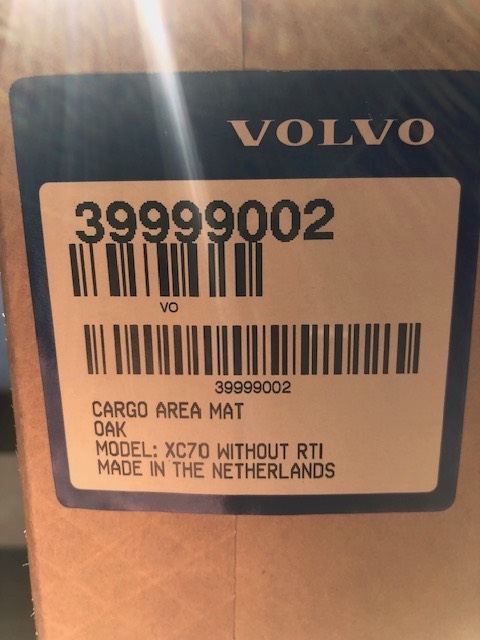 VOLVO
39999002
VO
39999002
CARGO AREA MAT
OAK
MODEL: XC70 WITHOUT RTI
MADE IN THE NETHERLANDS